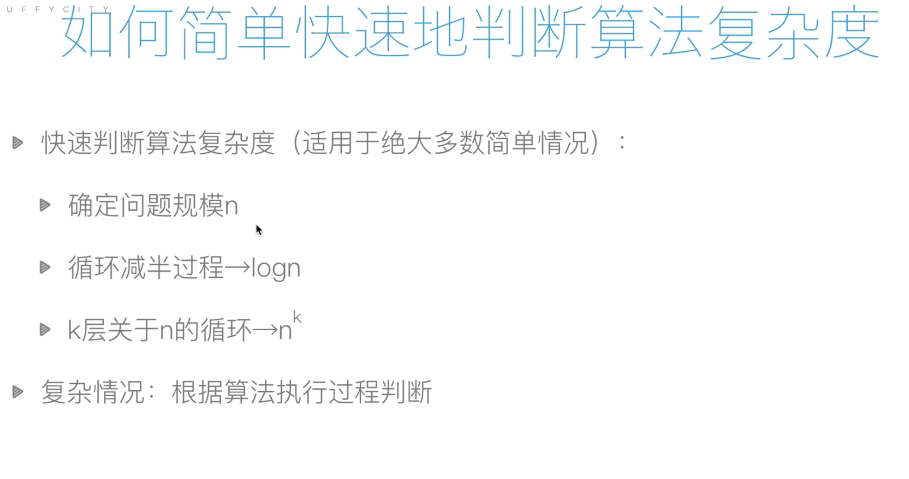 UFFYCITY
如何简单快速地判断算法复杂度
快速判断算法复杂度（适用于绝大多数简单情况）：
确定问题规模n
循环减半过程→logn
k层关于n的循环→n^k
复杂情况：根据算法执行过程判断